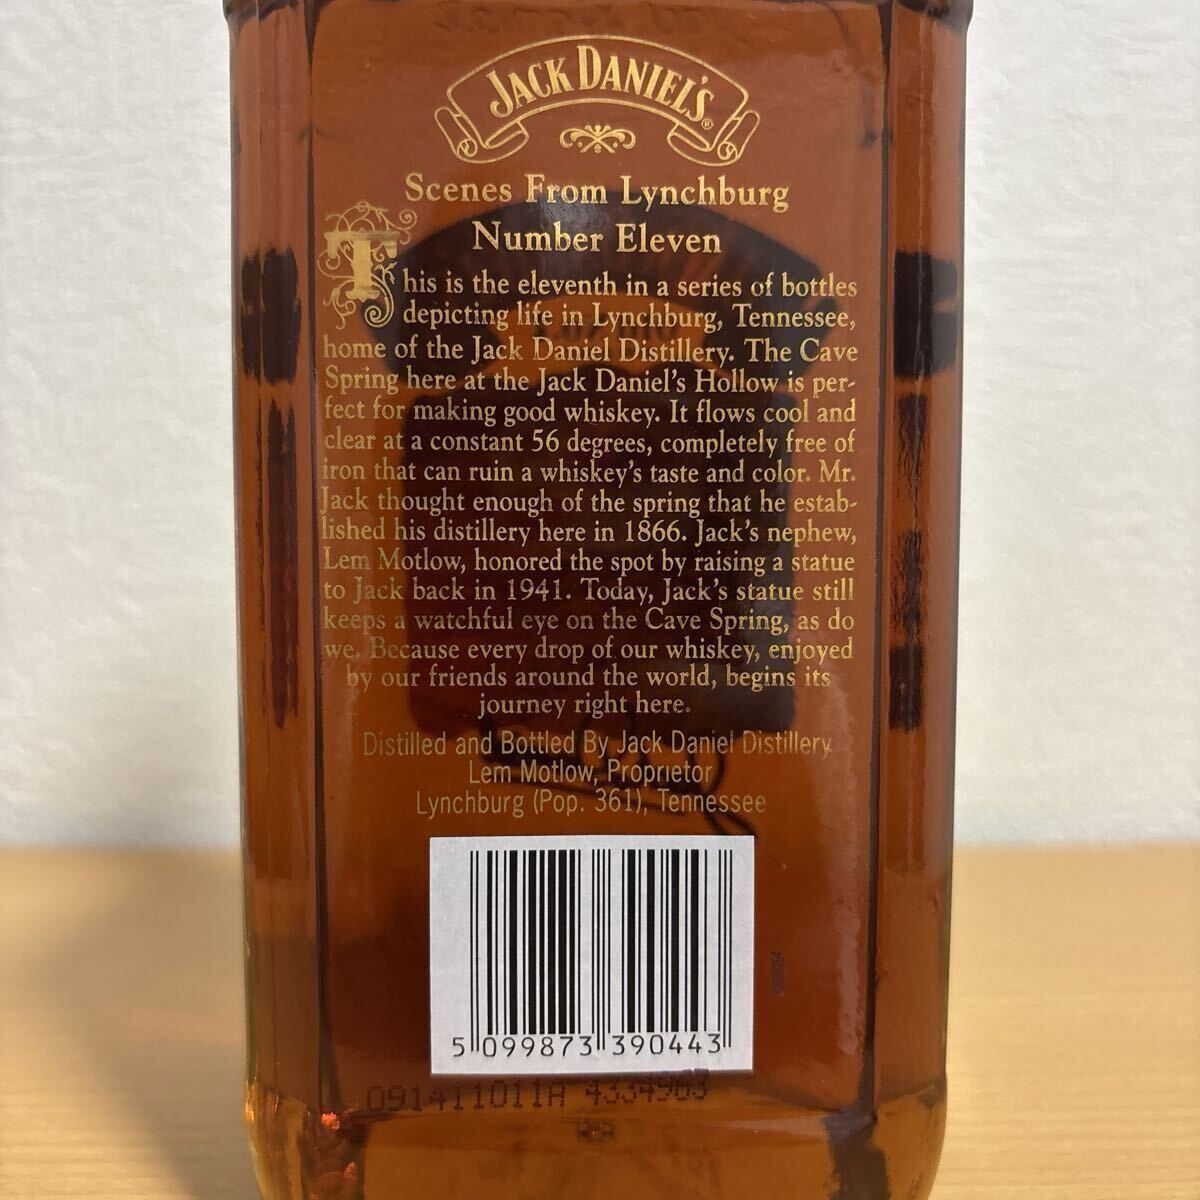 JACK DANIEL'S®
Scenes From Lynchburg
Number Eleven
This is the eleventh in a series of bottles
depicting life in Lynchburg, Tennessee,
home of the Jack Daniel Distillery. The Cave
Spring here at the Jack Daniel's Hollow is per-
fect for making good whiskey. It flows cool and
clear at a constant 56 degrees, completely free of
iron that can ruin a whiskey's taste and color. Mr.
Jack thought enough of the spring that he estab-
lished his distillery here in 1866. Jack's nephew,
Lem Motlow, honored the spot by raising a statue
to Jack back in 1941. Today, Jack's statue still
keeps a watchful eye on the Cave Spring, as do
we. Because every drop of our whiskey, enjoyed
by our friends around the world, begins its
journey right here.
Distilled and Bottled By Jack Daniel Distillery
Lem Motlow, Proprietor
Lynchburg (Pop. 361), Tennessee
5 099873 390443
091411011A 4334963